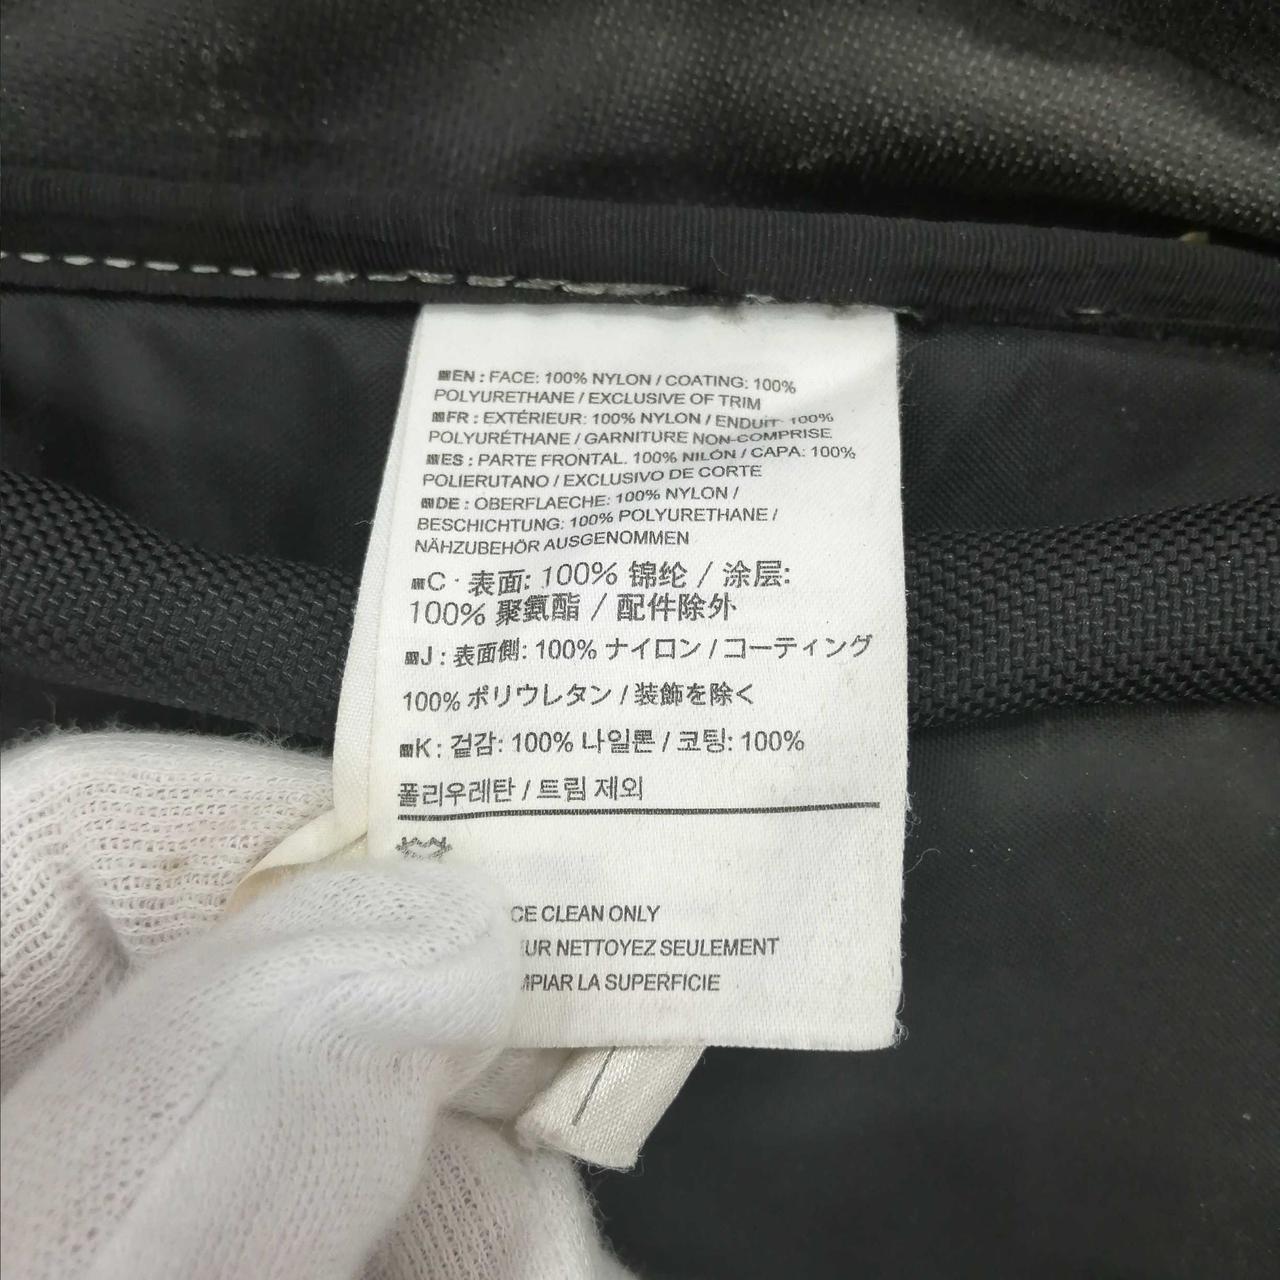 EN : FACE: 100% NYLON / COATING: 100%
POLYURETHANE / EXCLUSIVE OF TRIM
FR : EXTÉRIEUR: 100% NYLON / ENDUIT 100%
POLYURÉTHANE / GARNITURE NON-COMPRISE
ES : PARTE FRONTAL. 100% NILÓN / CAPA: 100%
POLIERUTANO / EXCLUSIVO DE CORTE
DE : OBERFLAECHE: 100% NYLON /
BESCHICHTUNG: 100% POLYURETHANE /
NÄHZUBEHÖR AUSGENOMMEN
C · 表面: 100% 锦纶 / 涂层:
100% 聚氨酯 / 配件除外
J : 表面側: 100% ナイロン / コーティング
100% ポリウレタン / 装飾を除く
K : 겉감: 100% 나일론 / 코팅: 100%
폴리우레탄 / 트림 제외
CE CLEAN ONLY
EUR NETTOYEZ SEULEMENT
MPIAR LA SUPERFICIE